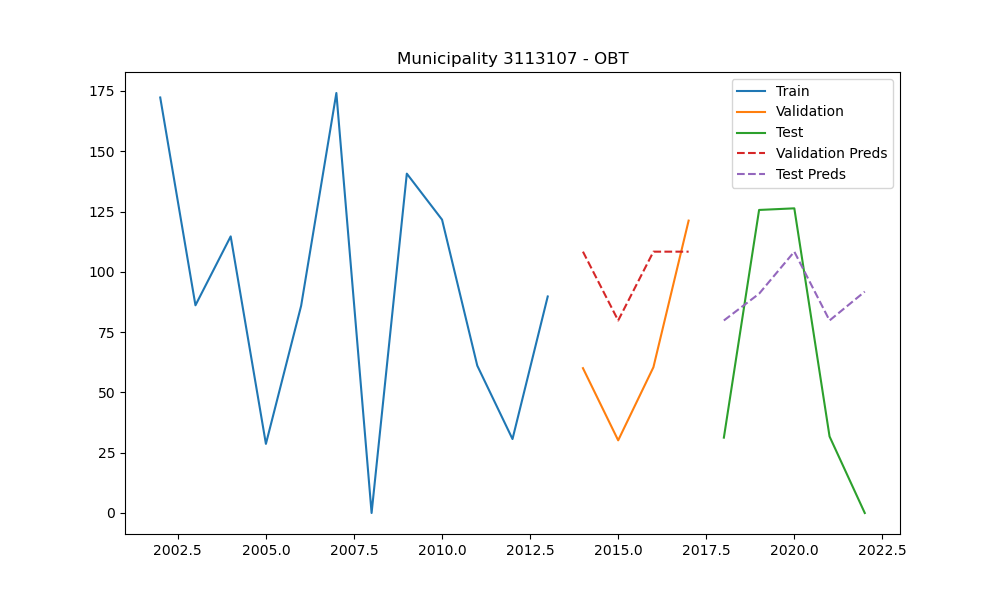 Municipality 3113107 - OBT
Train
Validation
Test
Validation Preds
Test Preds
175
150
125
100
75
50
25
0
2002.5 2005.0 2007.5 2010.0 2012.5 2015.0 2017.5 2020.0 2022.5